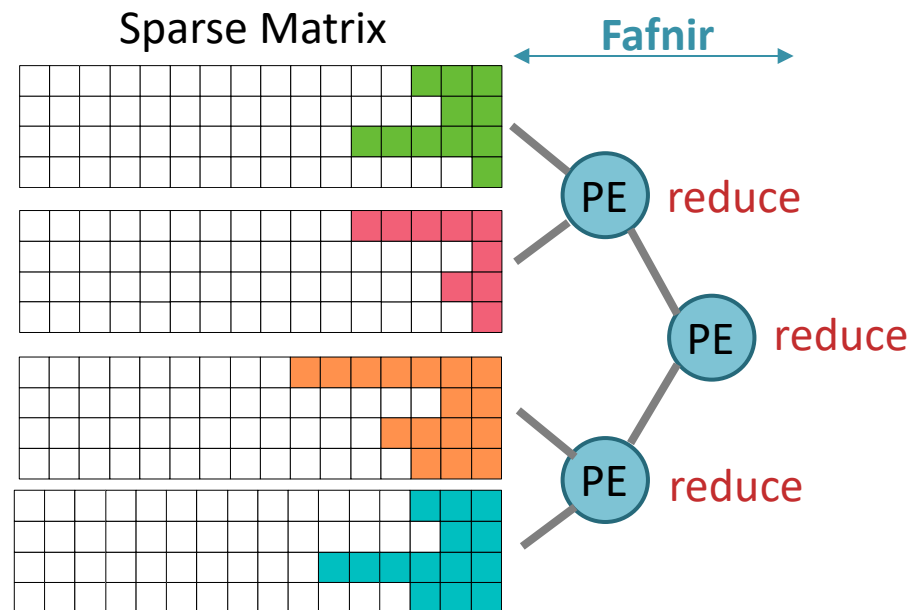 Sparse Matrix
Fafnir
PE
reduce
PE
reduce
PE
reduce